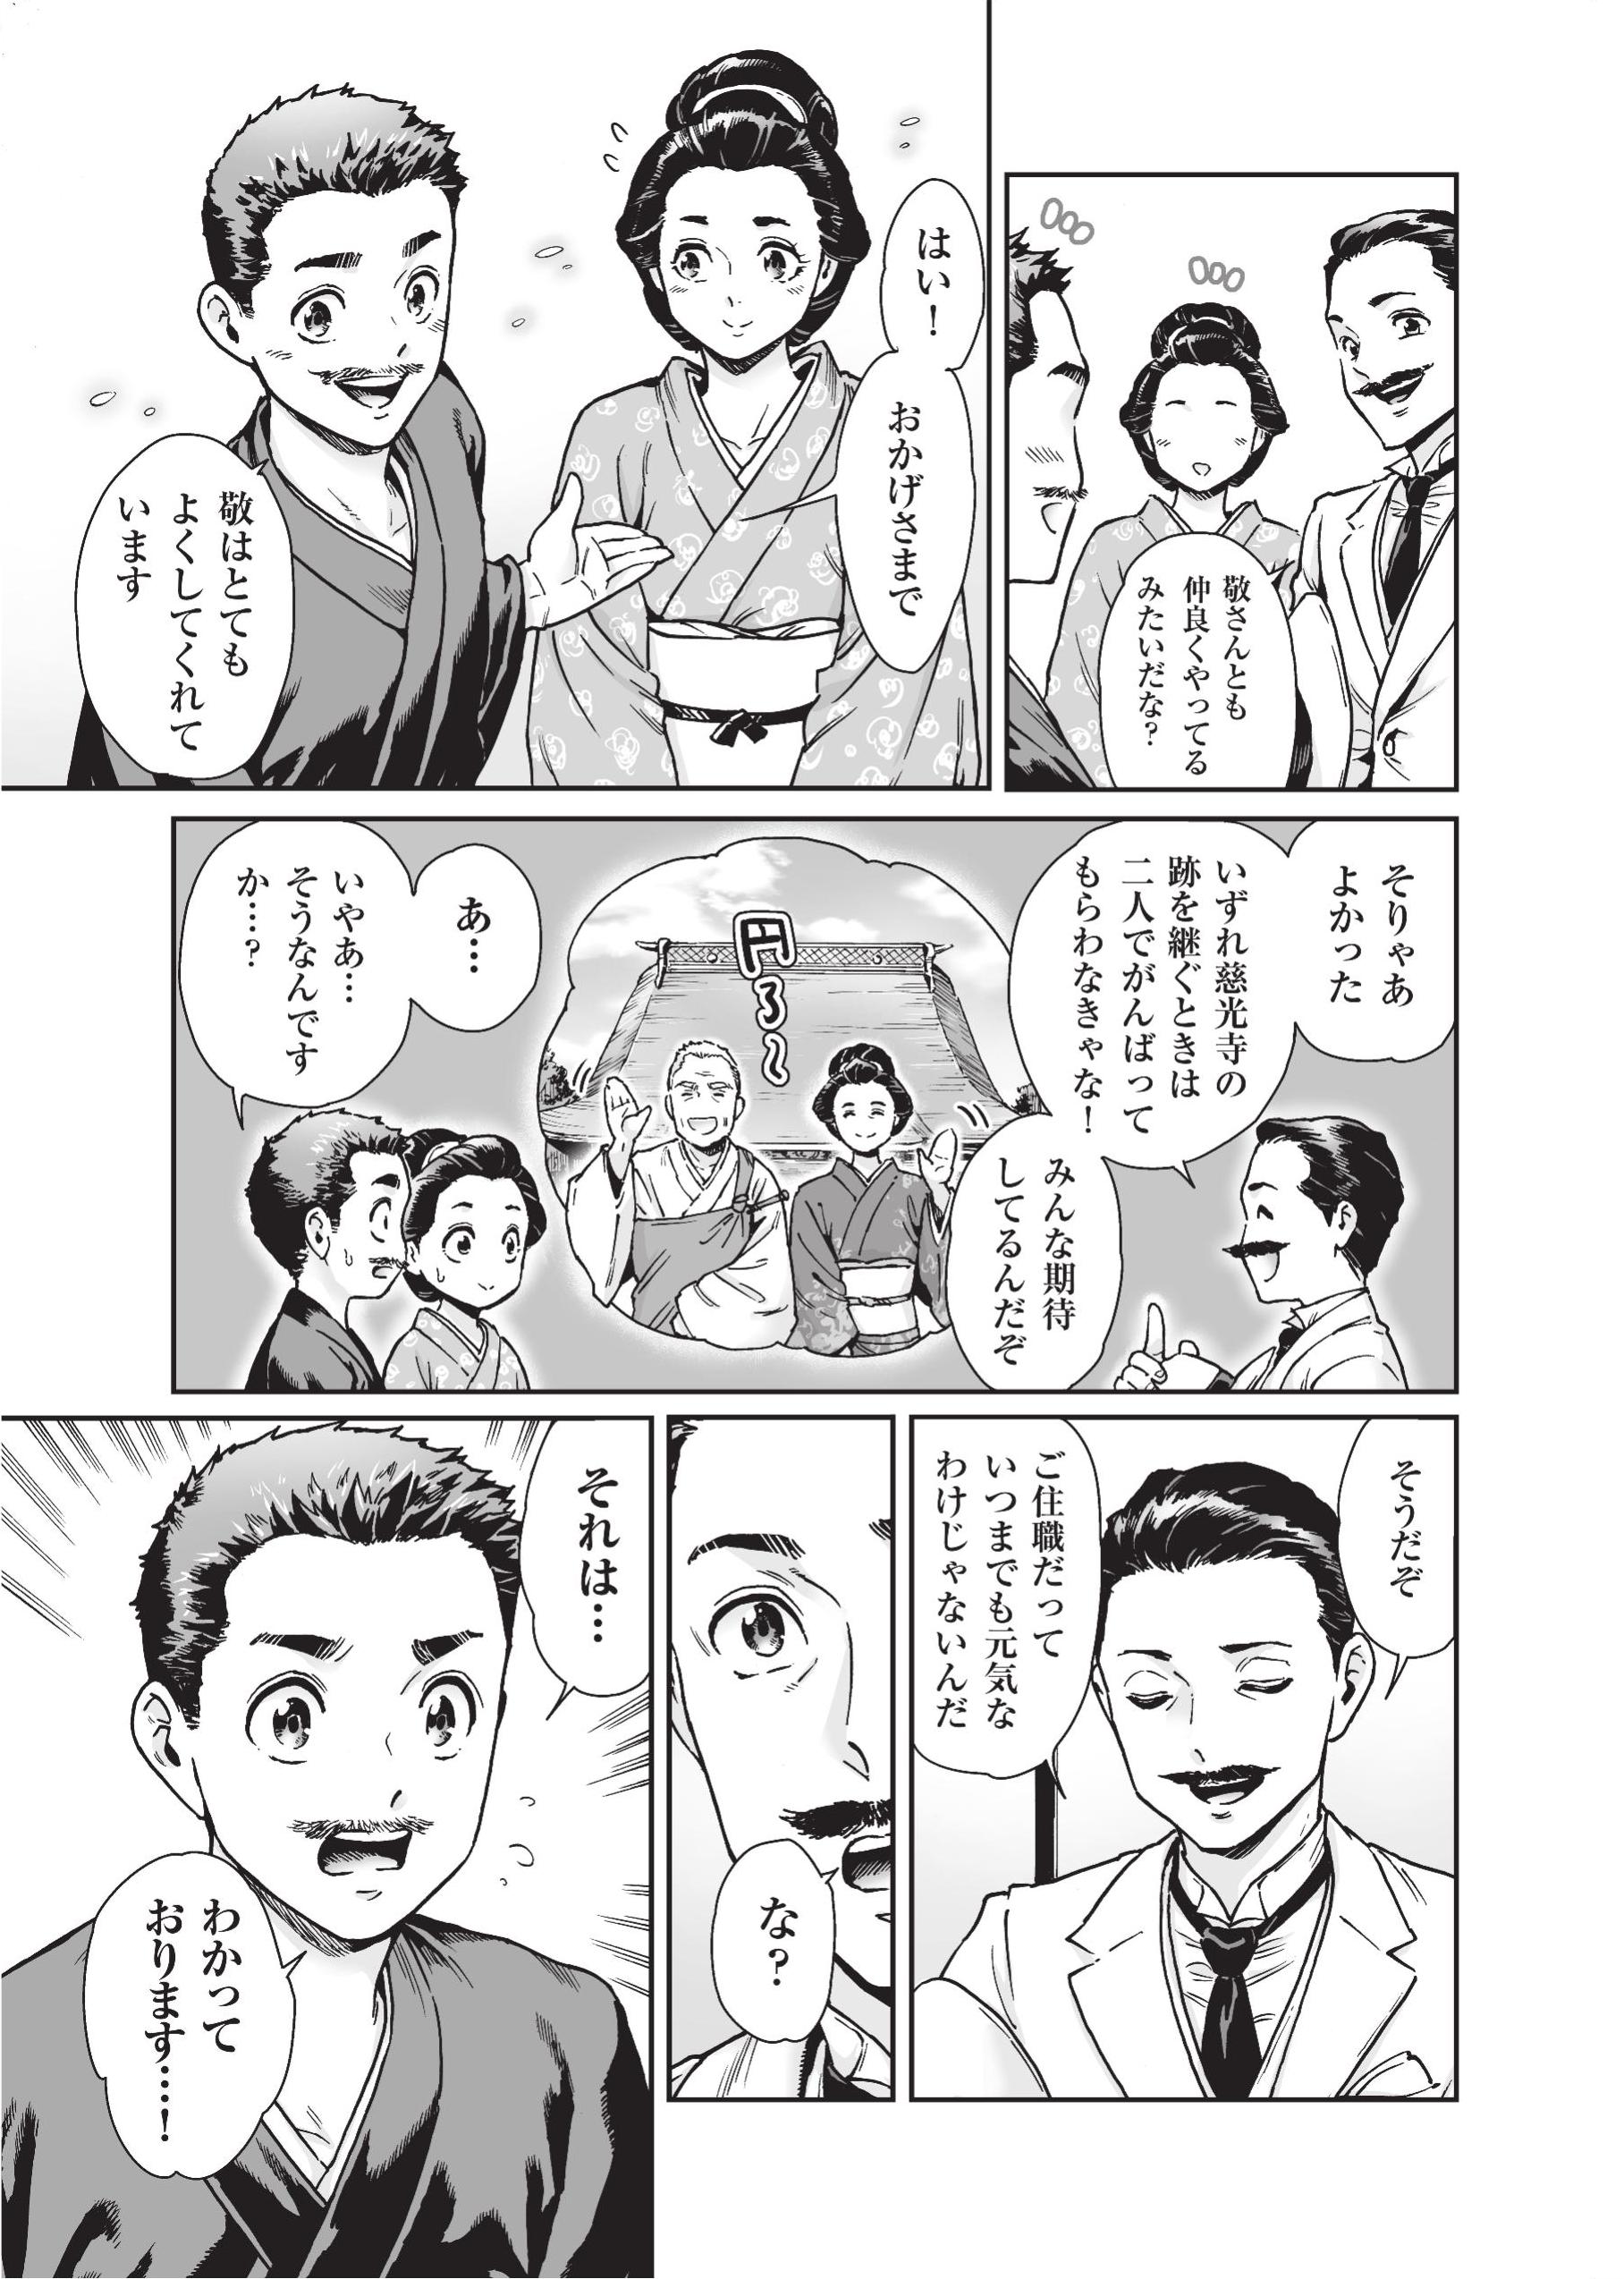 敬さんとも
仲良くやってる
みたいだな？
はい！
おかげさまで
敬はとても
よくしてくれて
います
そりゃあ
よかった
いずれ慈光寺の
跡を継ぐときは
二人でがんばって
もらわなきゃな！
みんな期待
してるんだぞ
円了〜
あ…
いやあ…
そうなんです
か…？
そうだぞ
ご住職だって
いつまでも元気な
わけじゃないんだ
な？
それは…
わかって
おります…！